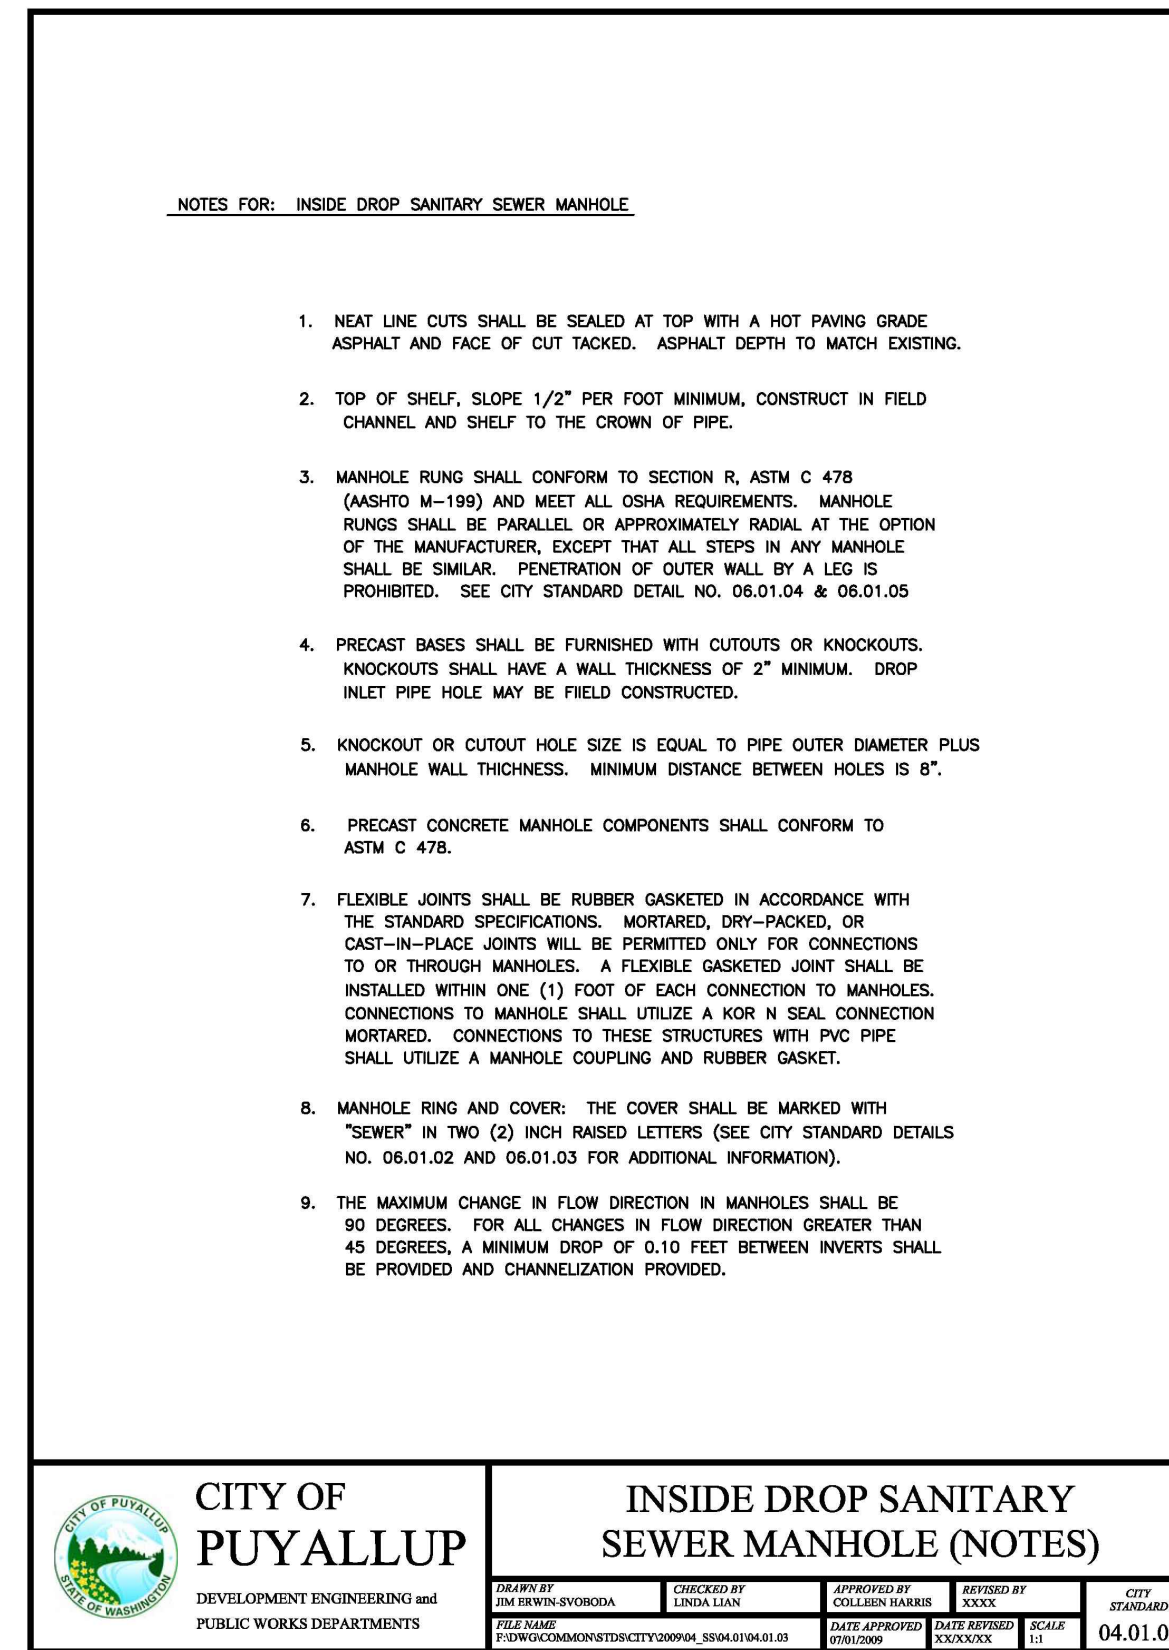 NOTES FOR: INSIDE DROP SANITARY SEWER MANHOLE
1. NEAT LINE CUTS SHALL BE SEALED AT TOP WITH A HOT PAVING GRADE
ASPHALT AND FACE OF CUT TACKED. ASPHALT DEPTH TO MATCH EXISTING.
2. TOP OF SHELF, SLOPE 1/2" PER FOOT MINIMUM, CONSTRUCT IN FIELD
CHANNEL AND SHELF TO THE CROWN OF PIPE.
3. MANHOLE RUNG SHALL CONFORM TO SECTION R, ASTM C 478
(AASHTO M-199) AND MEET ALL OSHA REQUIREMENTS. MANHOLE
RUNGS SHALL BE PARALLEL OR APPROXIMATELY RADIAL AT THE OPTION
OF THE MANUFACTURER, EXCEPT THAT ALL STEPS IN ANY MANHOLE
SHALL BE SIMILAR. PENETRATION OF OUTER WALL BY A LEG IS
PROHIBITED. SEE CITY STANDARD DETAIL NO. 06.01.04 & 06.01.05
4. PRECAST BASES SHALL BE FURNISHED WITH CUTOUTS OR KNOCKOUTS.
KNOCKOUTS SHALL HAVE A WALL THICKNESS OF 2" MINIMUM. DROP
INLET PIPE HOLE MAY BE FIIELD CONSTRUCTED.
5. KNOCKOUT OR CUTOUT HOLE SIZE IS EQUAL TO PIPE OUTER DIAMETER PLUS
MANHOLE WALL THICHNESS. MINIMUM DISTANCE BETWEEN HOLES IS 8".
6. PRECAST CONCRETE MANHOLE COMPONENTS SHALL CONFORM TO
ASTM C 478.
7. FLEXIBLE JOINTS SHALL BE RUBBER GASKETED IN ACCORDANCE WITH
THE STANDARD SPECIFICATIONS. MORTARED, DRY-PACKED, OR
CAST-IN-PLACE JOINTS WILL BE PERMITTED ONLY FOR CONNECTIONS
TO OR THROUGH MANHOLES. A FLEXIBLE GASKETED JOINT SHALL BE
INSTALLED WITHIN ONE (1) FOOT OF EACH CONNECTION TO MANHOLES.
CONNECTIONS TO MANHOLE SHALL UTILIZE A KOR N SEAL CONNECTION
MORTARED. CONNECTIONS TO THESE STRUCTURES WITH PVC PIPE
SHALL UTILIZE A MANHOLE COUPLING AND RUBBER GASKET.
8. MANHOLE RING AND COVER: THE COVER SHALL BE MARKED WITH
"SEWER" IN TWO (2) INCH RAISED LETTERS (SEE CITY STANDARD DETAILS
NO. 06.01.02 AND 06.01.03 FOR ADDITIONAL INFORMATION).
9. THE MAXIMUM CHANGE IN FLOW DIRECTION IN MANHOLES SHALL BE
90 DEGREES. FOR ALL CHANGES IN FLOW DIRECTION GREATER THAN
45 DEGREES, A MINIMUM DROP OF 0.10 FEET BETWEEN INVERTS SHALL
BE PROVIDED AND CHANNELIZATION PROVIDED.
CITY OF PUYALLUP
STATE OF WASHINGTON
CITY OF
PUYALLUP
DEVELOPMENT ENGINEERING and
PUBLIC WORKS DEPARTMENTS
INSIDE DROP SANITARY
SEWER MANHOLE (NOTES)
DRAWN BY CHECKED BY APPROVED BY REVISED BY
JIM ERWIN-SVOBODA LINDA LIAN COLLEEN HARRIS XXXX
FILE NAME DATE APPROVED DATE REVISED SCALE
F:\DWG\COMMON\STDS\CITY\2009\04_SS\04.01\04.01.03 07/01/2009 XX/XX/XX 1:1
CITY
STANDARD
04.01.0